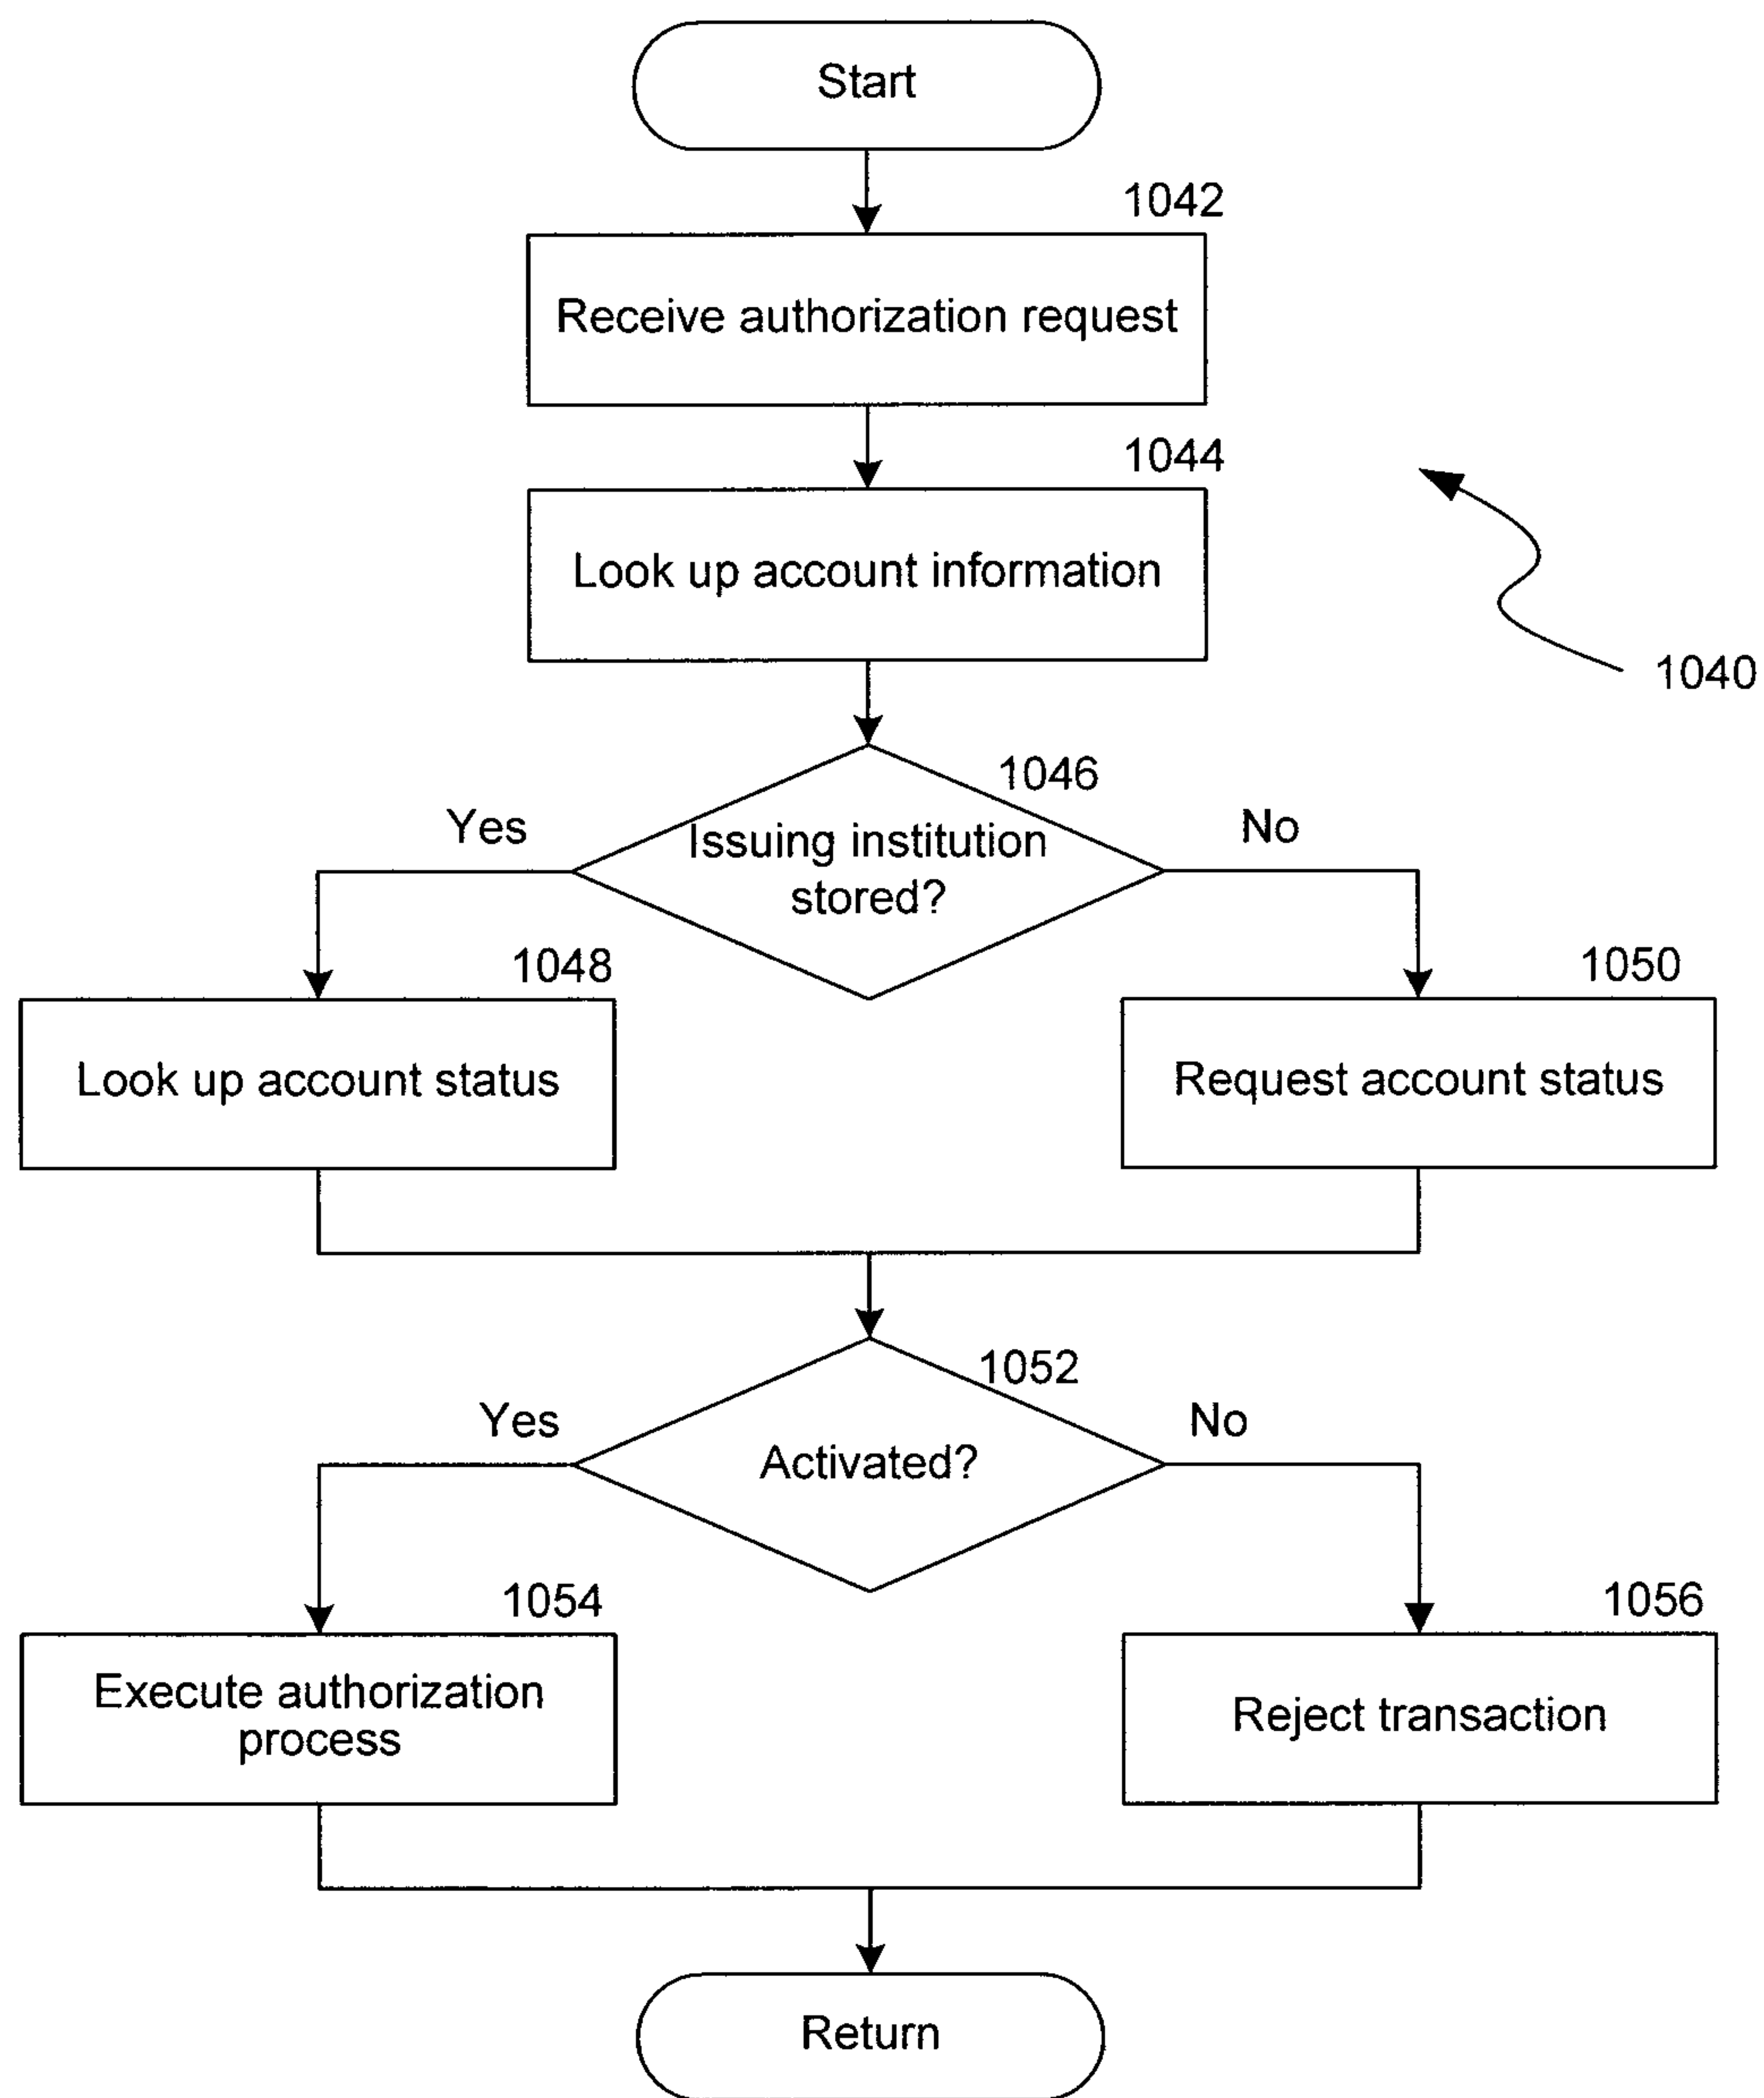 Start
1042
Receive authorization request
1044
Look up account information
1040
1046
Yes
No
Issuing institution
stored?
1048
1050
Look up account status
Request account status
1052
Yes
No
Activated?
1054
1056
Execute authorization
process
Reject transaction
Return